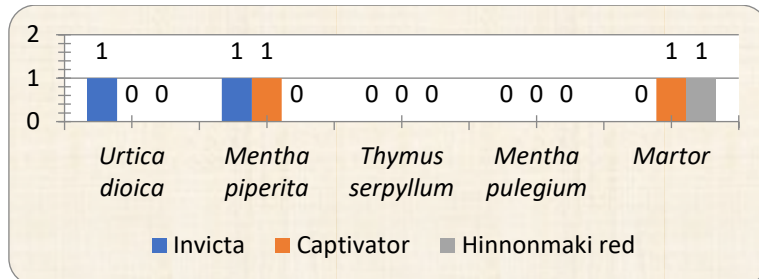 2
1 1 1 1 1
1
0 0 0 0 0 0 0 0 0 0
0
Urtica dioica Mentha piperita Thymus serpyllum Mentha pulegium Martor
Invicta Captivator Hinnonmaki red